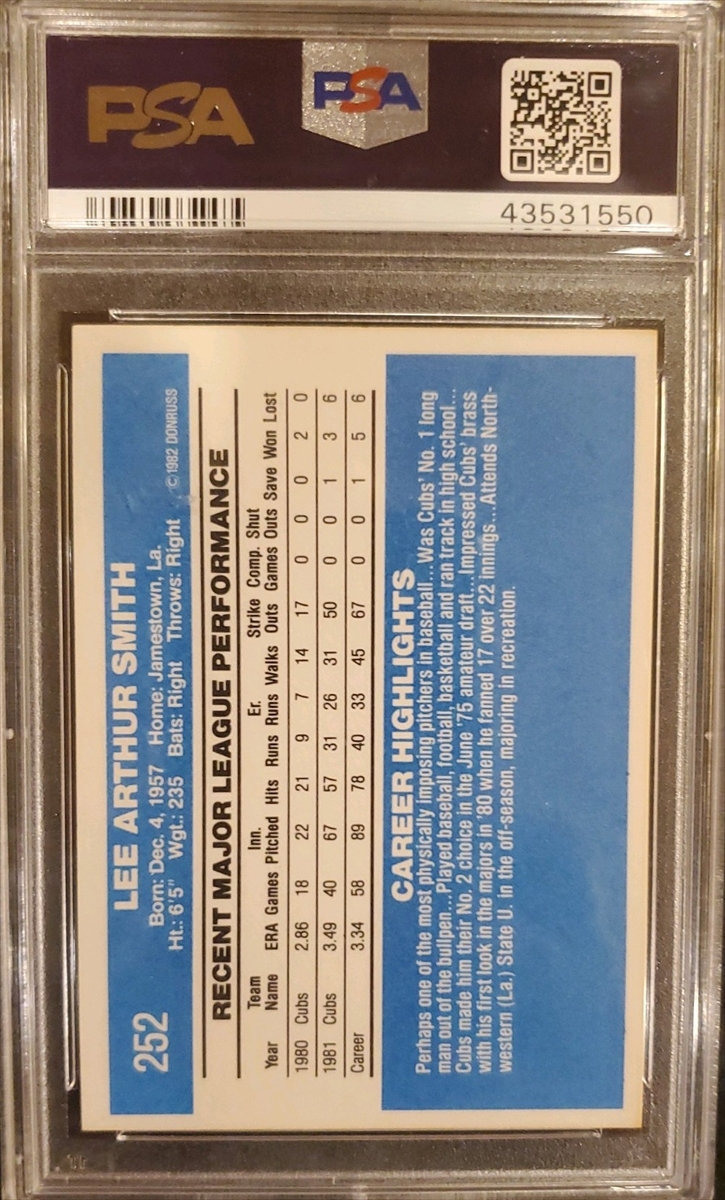 PSA
PSA
43531550
252
LEE ARTHUR SMITH
Born: Dec. 4, 1957 Home: Jamestown, La.
Ht.: 6'5" Wgt.: 235 Bats: Right Throws: Right ©1982 DONRUSS
RECENT MAJOR LEAGUE PERFORMANCE
Team Inn. Er. Strike Comp. Shut
Year Name ERA Games Pitched Hits Runs Runs Walks Outs Games Outs Save Won Lost
1980 Cubs 2.86 18 22 21 9 7 14 17 0 0 0 2 0
1981 Cubs 3.49 40 67 57 31 26 31 50 0 0 1 3 6
Career 3.34 58 89 78 40 33 45 67 0 0 1 5 6
CAREER HIGHLIGHTS
Perhaps one of the most physically imposing pitchers in baseball...Was Cubs' No. 1 long
man out of the bullpen...Played baseball, football, basketball and ran track in high school...
Cubs made him their No. 2 choice in the June '75 amateur draft...Impressed Cubs' brass
with his first look in the majors in '80 when he fanned 17 over 22 innings...Attends North-
western (La.) State U. in the off-season, majoring in recreation.